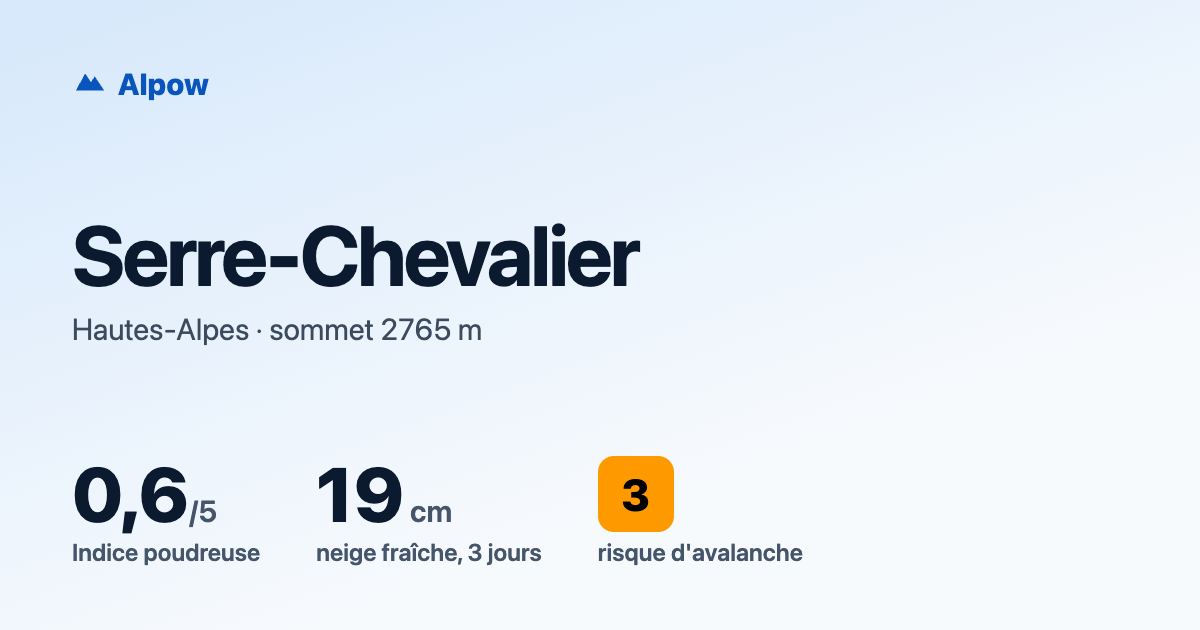 Alpow
Serre-Chevalier
Hautes-Alpes · sommet 2765 m
0,6/5
Indice poudreuse
19 cm
neige fraîche, 3 jours
3
risque d'avalanche